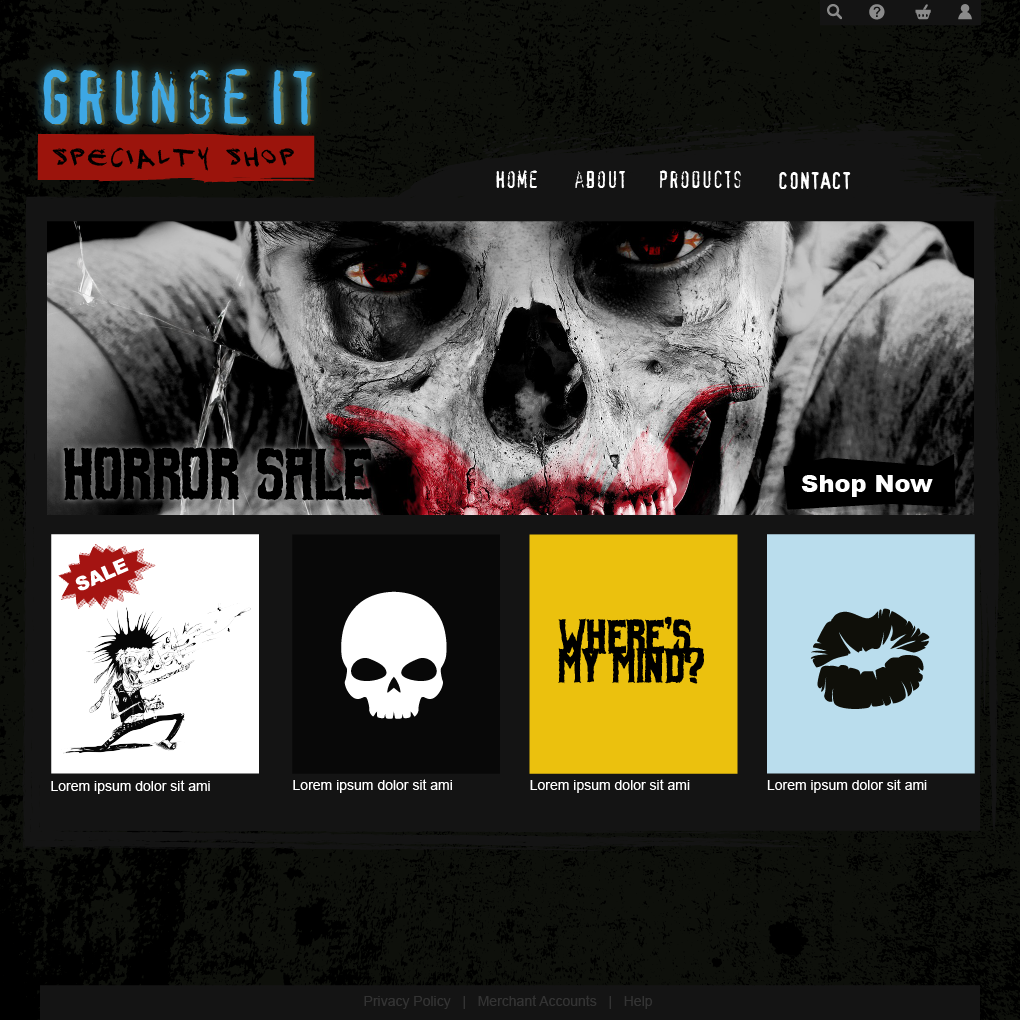 GRUNGE IT
SPECIALTY SHOP
HOME ABOUT PRODUCTS CONTACT
HORROR SALE
Shop Now
SALE
WHERE'S
MY MIND?
Lorem ipsum dolor sit ami
Lorem ipsum dolor sit ami
Lorem ipsum dolor sit ami
Lorem ipsum dolor sit ami
Privacy Policy | Merchant Accounts | Help